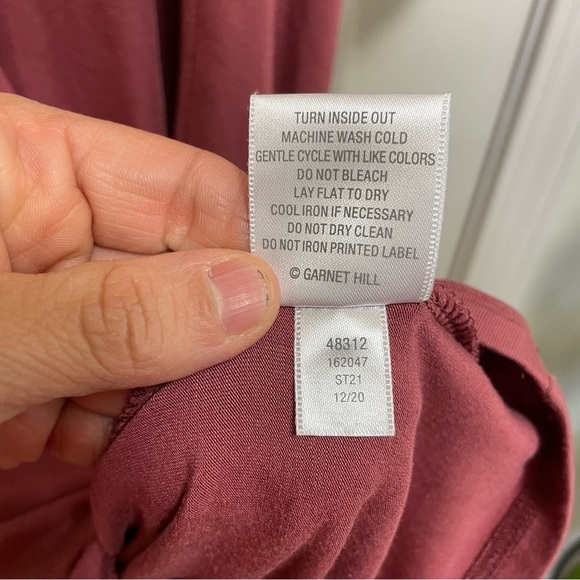 TURN INSIDE OUT
MACHINE WASH COLD
GENTLE CYCLE WITH LIKE COLORS
DO NOT BLEACH
LAY FLAT TO DRY
COOL IRON IF NECESSARY
DO NOT DRY CLEAN
DO NOT IRON PRINTED LABEL
© GARNET HILL
48312
162047
ST21
12/20